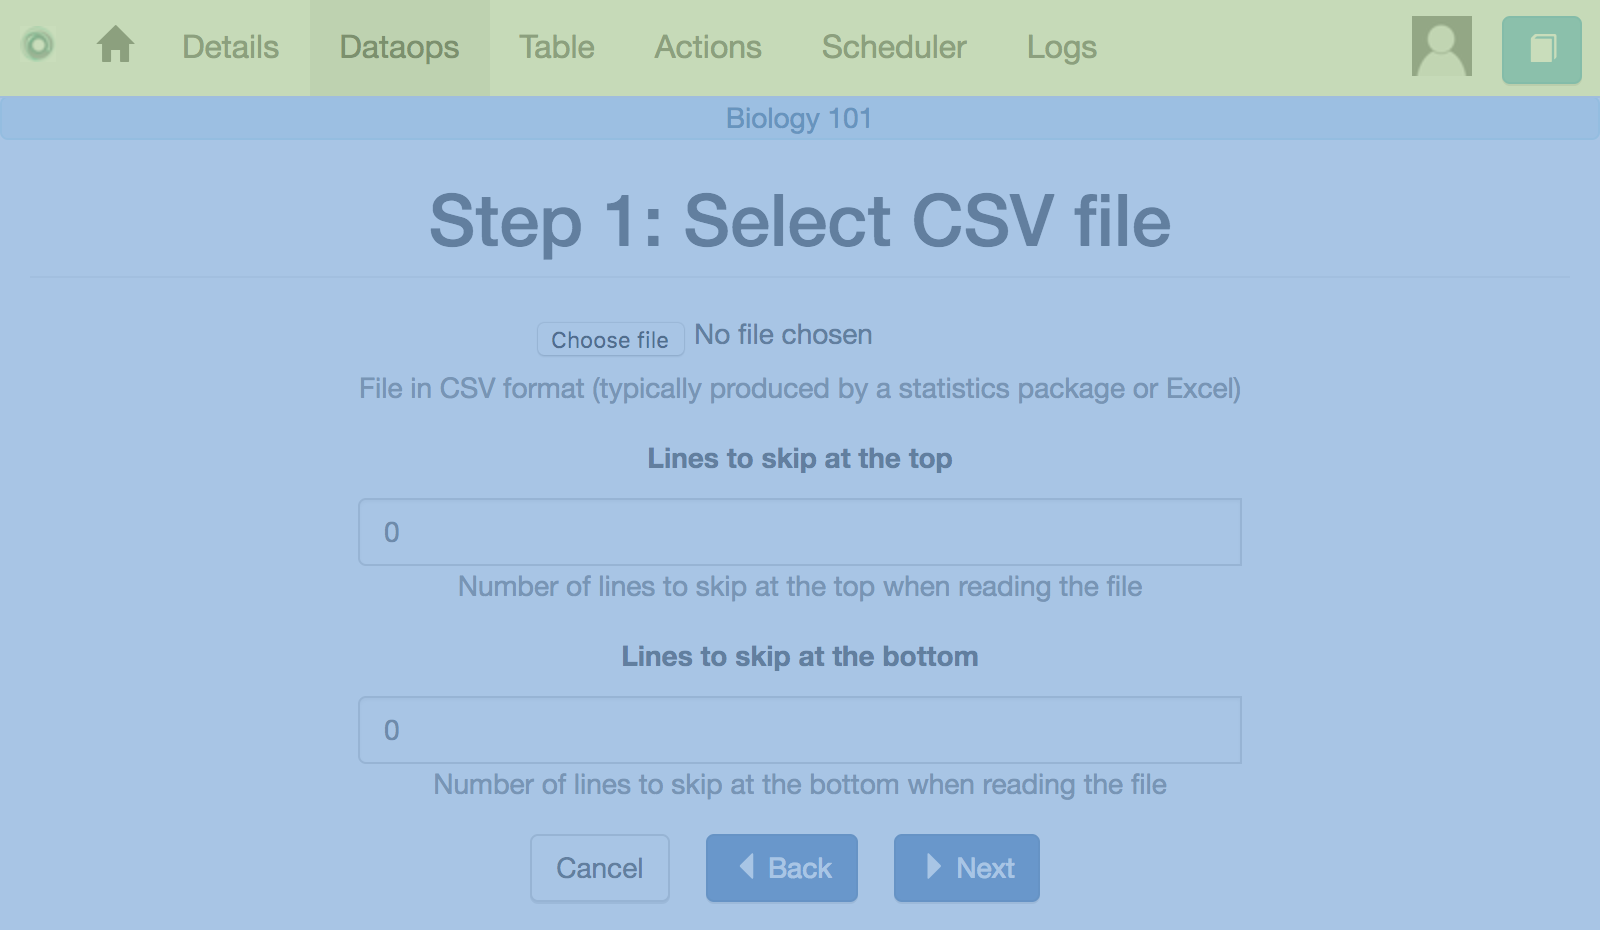 Details Dataops Table Actions Scheduler Logs
Biology 101
Step 1: Select CSV file
Choose file No file chosen
File in CSV format (typically produced by a statistics package or Excel)
Lines to skip at the top
0
Number of lines to skip at the top when reading the file
Lines to skip at the bottom
0
Number of lines to skip at the bottom when reading the file
Cancel Back Next